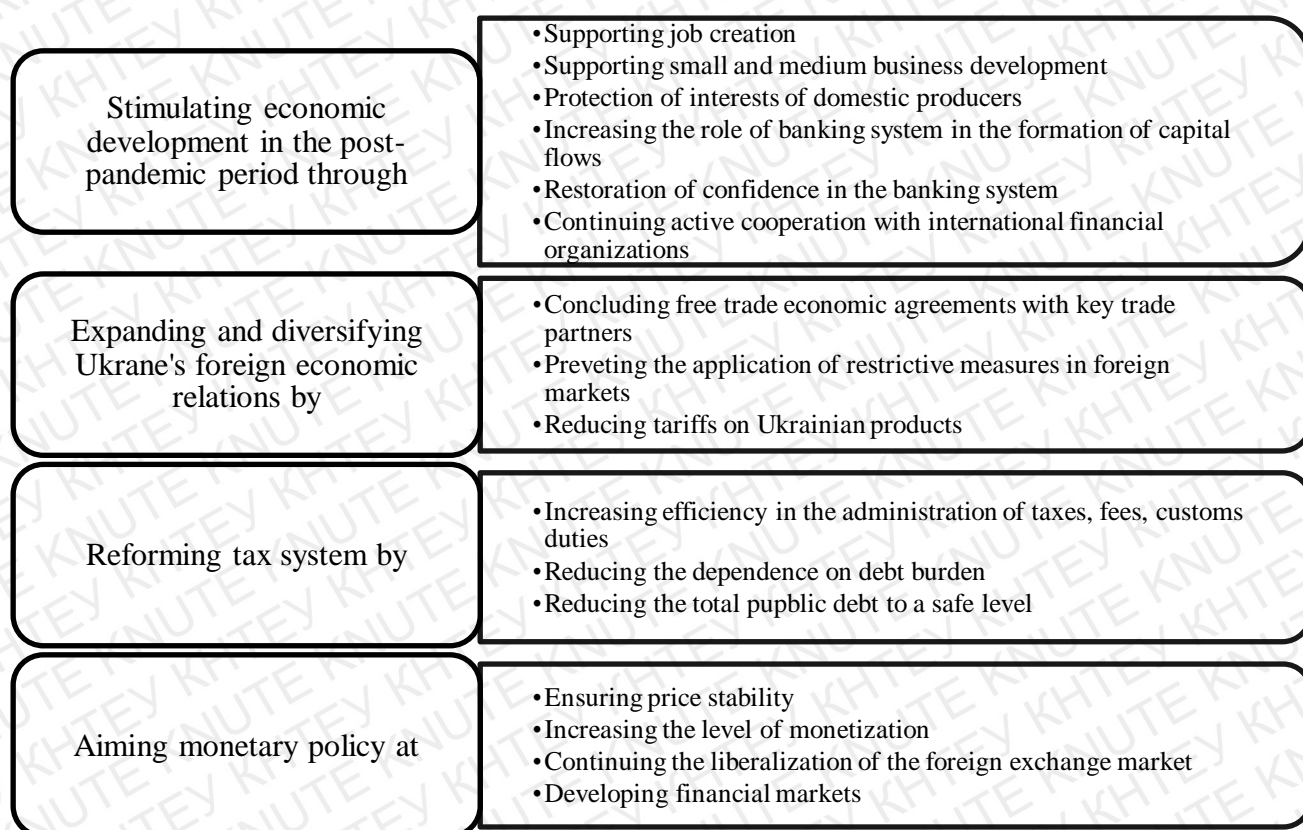 Stimulating economic
development in the post-
pandemic period through
•Supporting job creation
•Supporting small and medium business development
•Protection of interests of domestic producers
•Increasing the role of banking system in the formation of capital
flows
•Restoration of confidence in the banking system
•Continuing active cooperation with international financial
organizations
Expanding and diversifying
Ukrane's foreign economic
relations by
•Concluding free trade economic agreements with key trade
partners
•Preveting the application of restrictive measures in foreign
markets
•Reducing tariffs on Ukrainian products
Reforming tax system by
•Increasing efficiency in the administration of taxes, fees, customs
duties
•Reducing the dependence on debt burden
•Reducing the total pupblic debt to a safe level
Aiming monetary policy at
•Ensuring price stability
•Increasing the level of monetization
•Continuing the liberalization of the foreign exchange market
•Developing financial markets